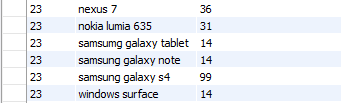 23 nexus 7 36
23 nokia lumia 635 31
23 samsung galaxy tablet 14
23 samsung galaxy note 14
23 samsung galaxy s4 99
23 windows surface 14